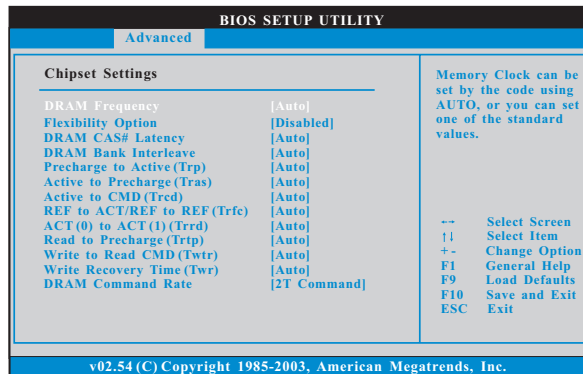 BIOS SETUP UTILITY
Advanced
Chipset Settings
DRAM Frequency [Auto]
Flexibility Option [Disabled]
DRAM CAS# Latency [Auto]
DRAM Bank Interleave [Auto]
Precharge to Active (Trp) [Auto]
Active to Precharge (Tras) [Auto]
Active to CMD (Trcd) [Auto]
REF to ACT/REF to REF (Trfc) [Auto]
ACT (0) to ACT (1) (Trrd) [Auto]
Read to Precharge (Trtp) [Auto]
Write to Read CMD (Twtr) [Auto]
Write Recovery Time (Twr) [Auto]
DRAM Command Rate [2T Command]
Memory Clock can be
set by the code using
AUTO, or you can set
one of the standard
values.
←→ Select Screen
↑↓ Select Item
+ - Change Option
F1 General Help
F9 Load Defaults
F10 Save and Exit
ESC Exit
v02.54 (C) Copyright 1985-2003, American Megatrends, Inc.